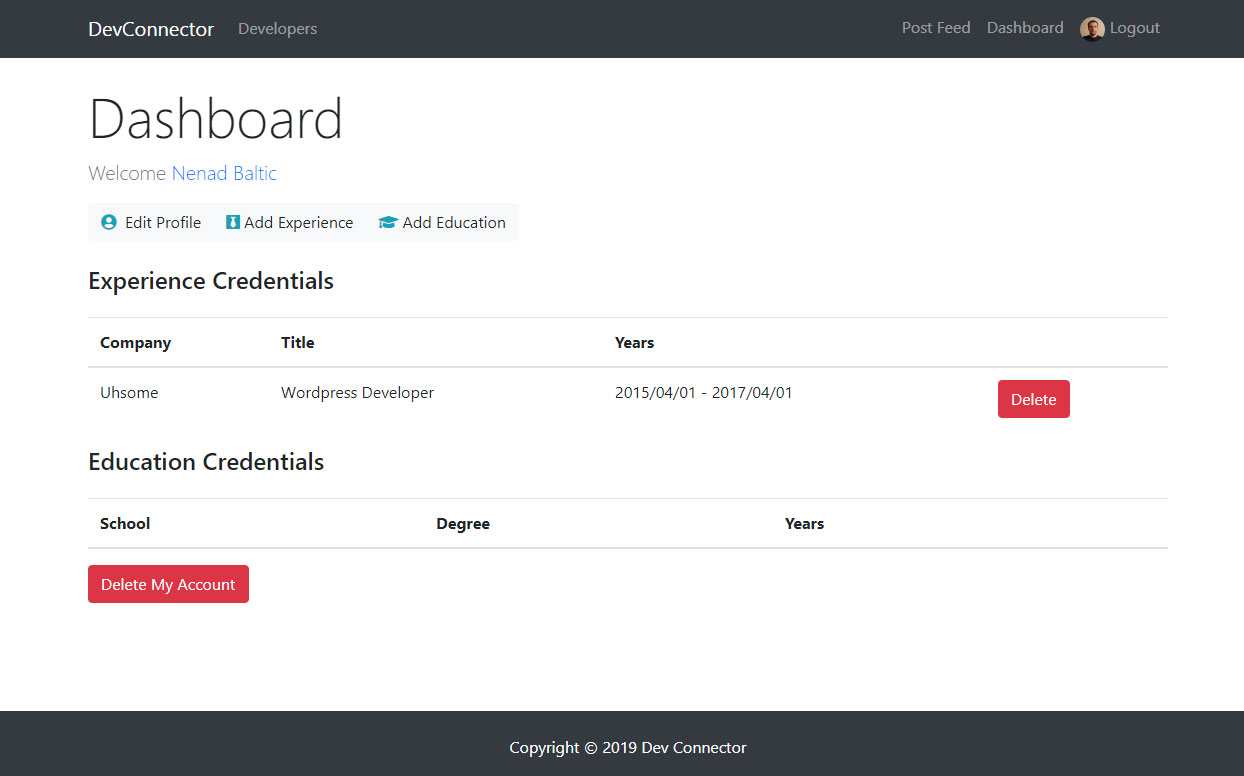 DevConnector Developers Post Feed Dashboard Logout
Dashboard
Welcome Nenad Baltic
Edit Profile Add Experience Add Education
Experience Credentials
Company Title Years
Uhsome Wordpress Developer 2015/04/01 - 2017/04/01 Delete
Education Credentials
School Degree Years
Delete My Account
Copyright © 2019 Dev Connector